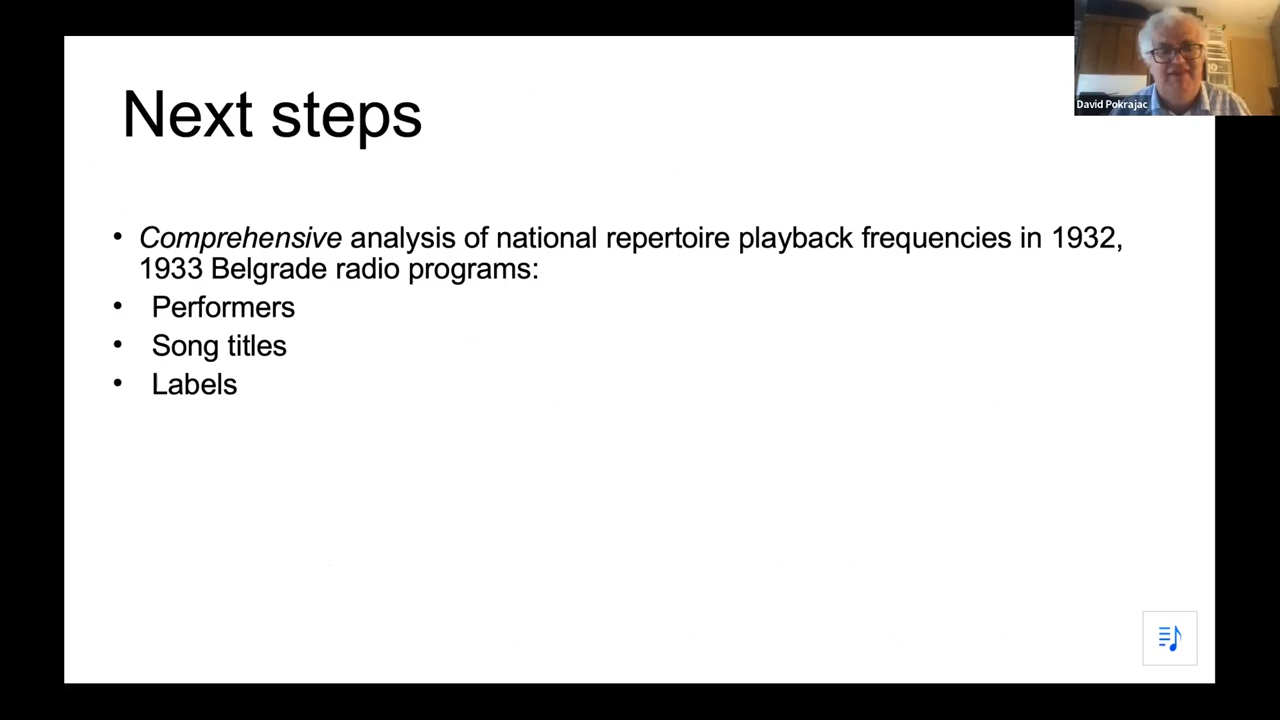 Next steps
David Pokrajac
• Comprehensive analysis of national repertoire playback frequencies in 1932,
1933 Belgrade radio programs:
• Performers
• Song titles
• Labels